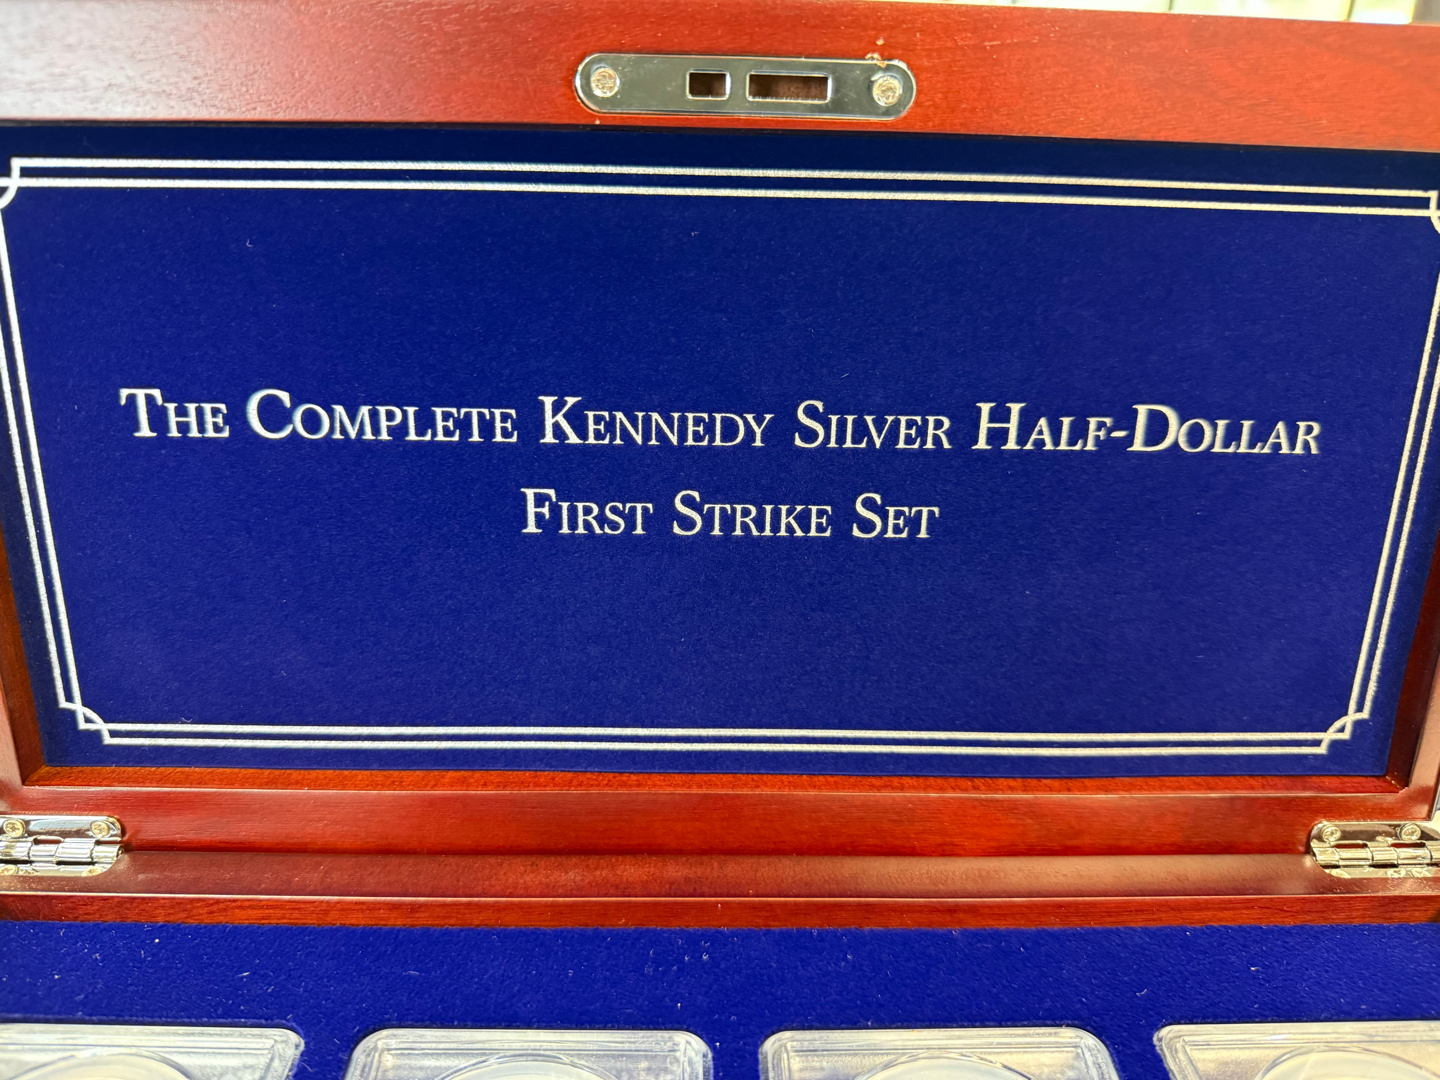 The Complete Kennedy Silver Half-Dollar
First Strike Set